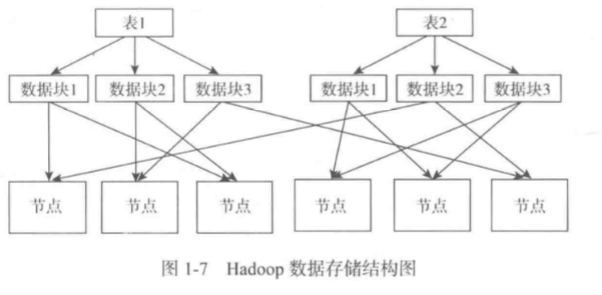 表1 表2
数据块1 数据块2 数据块3 数据块1 数据块2 数据块3
节点 节点 节点 节点 节点 节点
图 1-7 Hadoop 数据存储结构图